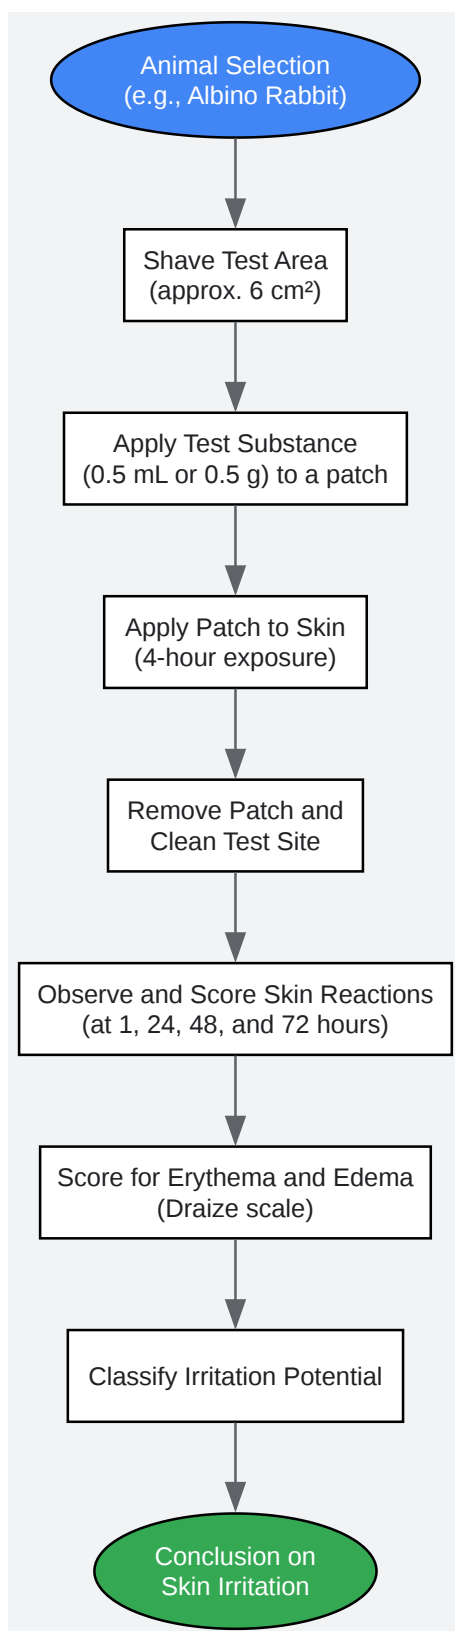 Animal Selection
(e.g., Albino Rabbit)
Shave Test Area
(approx. 6 cm²)
Apply Test Substance
(0.5 mL or 0.5 g) to a patch
Apply Patch to Skin
(4-hour exposure)
Remove Patch and
Clean Test Site
Observe and Score Skin Reactions
(at 1, 24, 48, and 72 hours)
Score for Erythema and Edema
(Draize scale)
Classify Irritation Potential
Conclusion on
Skin Irritation